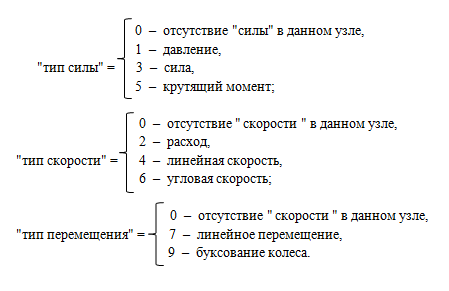 0 – отсутствие "силы" в данном узле,
1 – давление,
"тип силы" =
3 – сила,
5 – крутящий момент;
0 – отсутствие " скорости " в данном узле,
2 – расход,
"тип скорости" =
4 – линейная скорость,
6 – угловая скорость;
0 – отсутствие " скорости " в данном узле,
"тип перемещения" =
7 – линейное перемещение,
9 – буксование колеса.